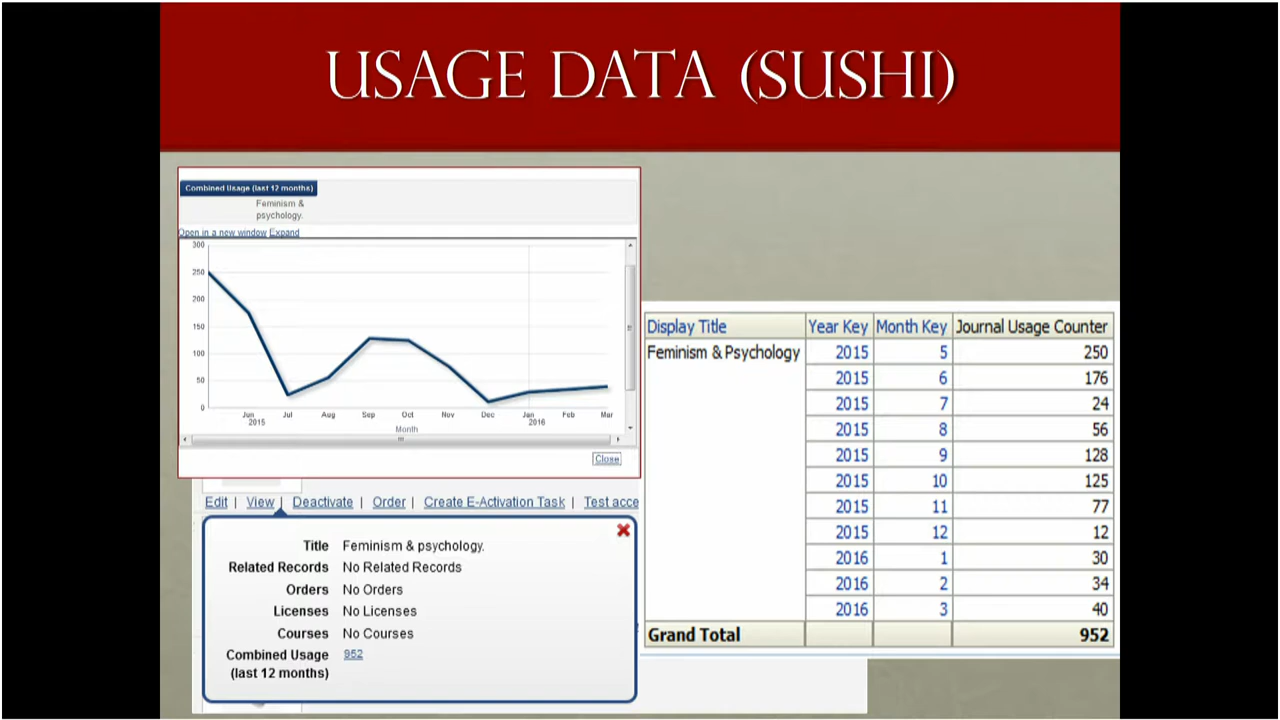 USAGE DATA (SUSHI)
Combined Usage (last 12 months)
Feminism &
psychology.
Open in a new window Expand
300
250
200
150
100
50
0
Jun Jul Aug Sep Oct Nov Dec Jan Feb Mar
2015 2016
Month
Close
Edit | View | Deactivate | Order | Create E-Activation Task | Test acce
Title Feminism & psychology.
Related Records No Related Records
Orders No Orders
Licenses No Licenses
Courses No Courses
Combined Usage 952
(last 12 months)
Display Title Year Key Month Key Journal Usage Counter
Feminism & Psychology 2015 5 250
2015 6 176
2015 7 24
2015 8 56
2015 9 128
2015 10 125
2015 11 77
2015 12 12
2016 1 30
2016 2 34
2016 3 40
Grand Total 952